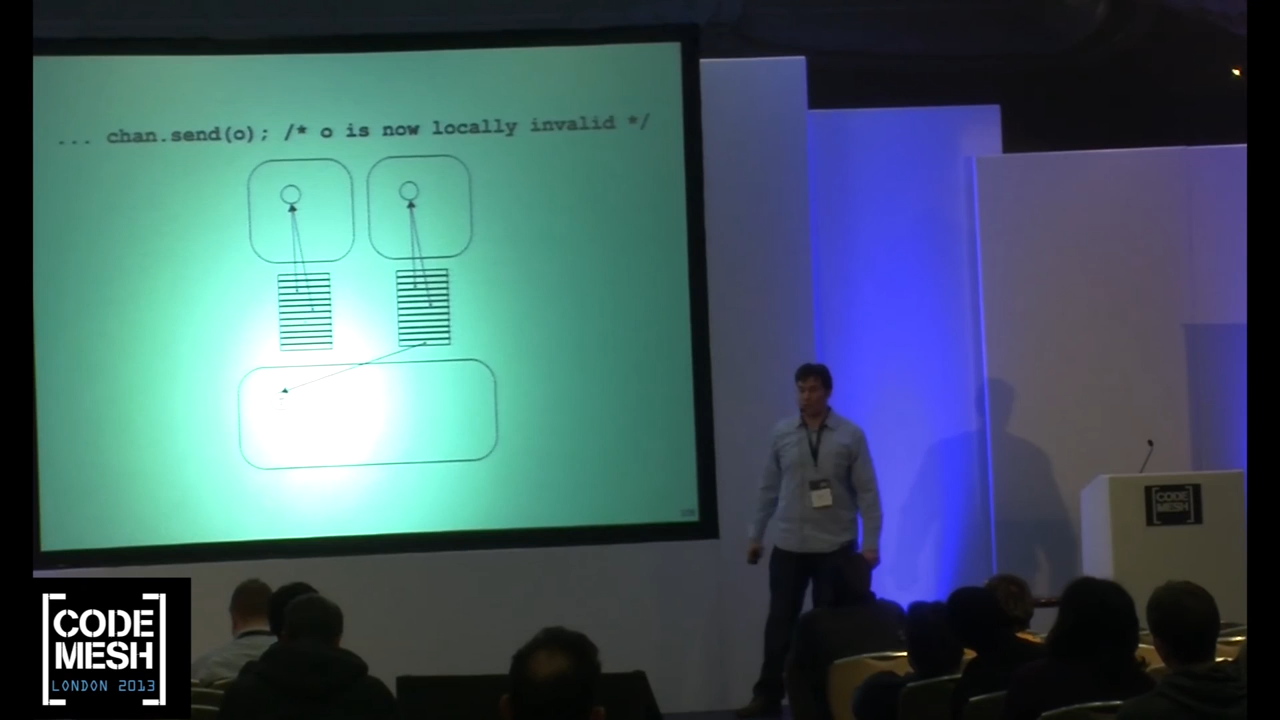 ... chan.send(o); /* o is now locally invalid */
[CODE
MESH]
[CODE
MESH]
LONDON 2013